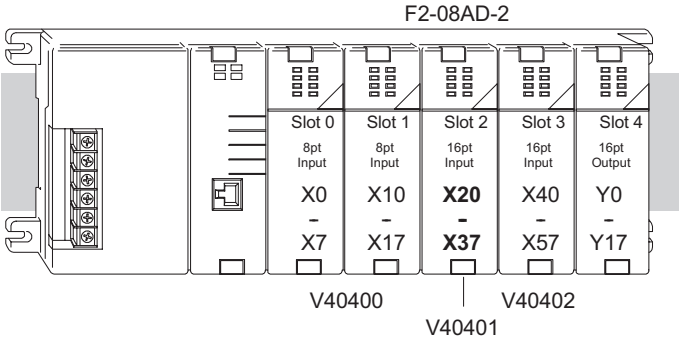 F2-08AD-2
Slot 0 Slot 1 Slot 2 Slot 3 Slot 4
8pt 8pt 16pt 16pt 16pt
Input Input Input Input Output
X0 X10 X20 X40 Y0
- - - - -
X7 X17 X37 X57 Y17
V40400 V40402
V40401